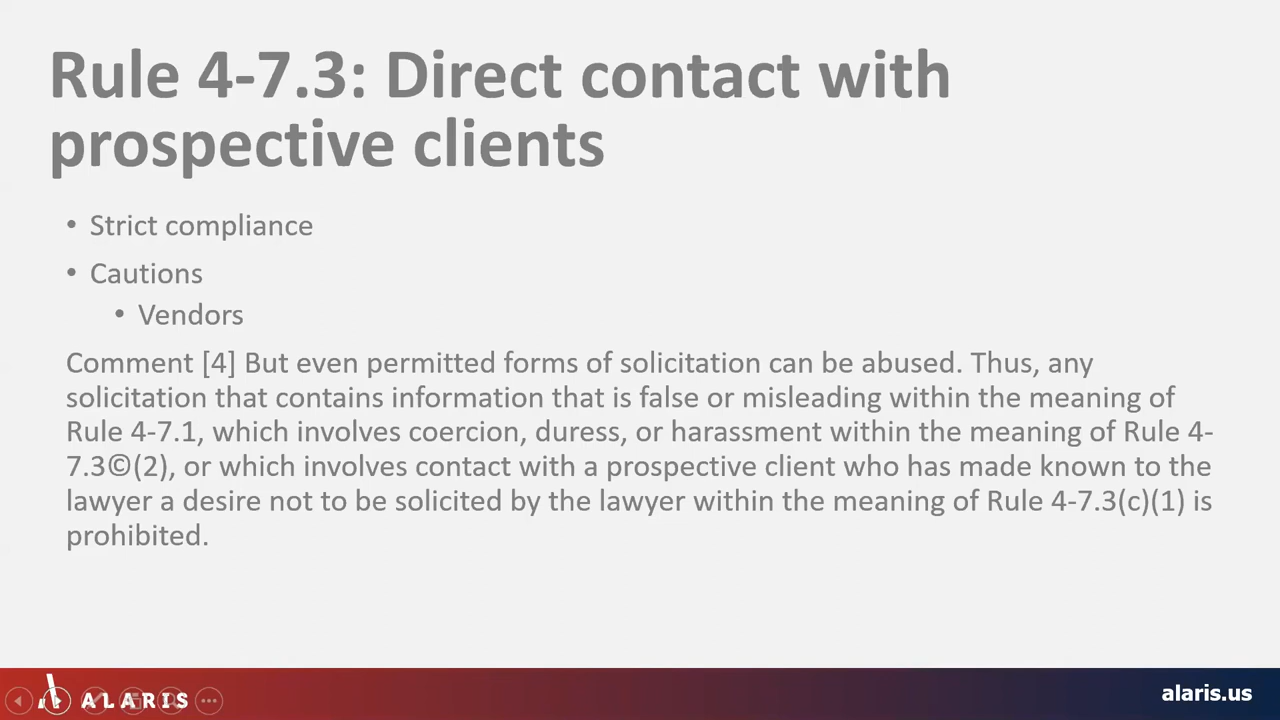 Rule 4-7.3: Direct contact with
prospective clients
• Strict compliance
• Cautions
• Vendors
Comment [4] But even permitted forms of solicitation can be abused. Thus, any
solicitation that contains information that is false or misleading within the meaning of
Rule 4-7.1, which involves coercion, duress, or harassment within the meaning of Rule 4-
7.3©(2), or which involves contact with a prospective client who has made known to the
lawyer a desire not to be solicited by the lawyer within the meaning of Rule 4-7.3(c)(1) is
prohibited.
ALARIS
alaris.us